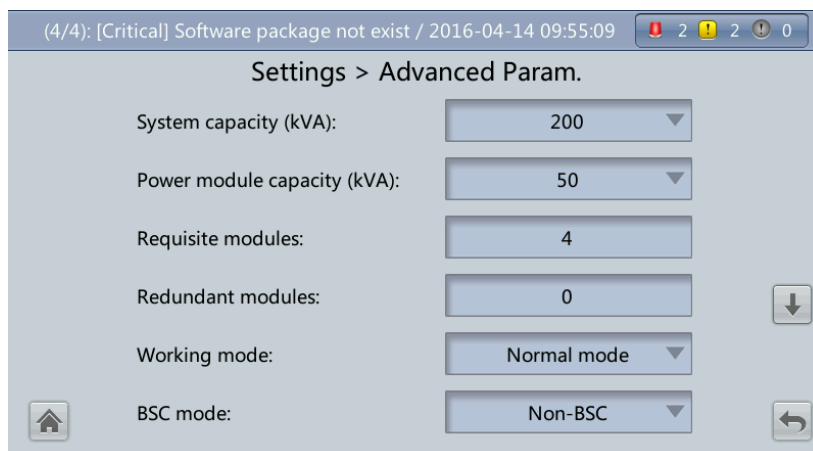 (4/4): [Critical] Software package not exist / 2016-04-14 09:55:09 2 2 0
Settings > Advanced Param.
System capacity (kVA): 200
Power module capacity (kVA): 50
Requisite modules: 4
Redundant modules: 0
Working mode: Normal mode
BSC mode: Non-BSC